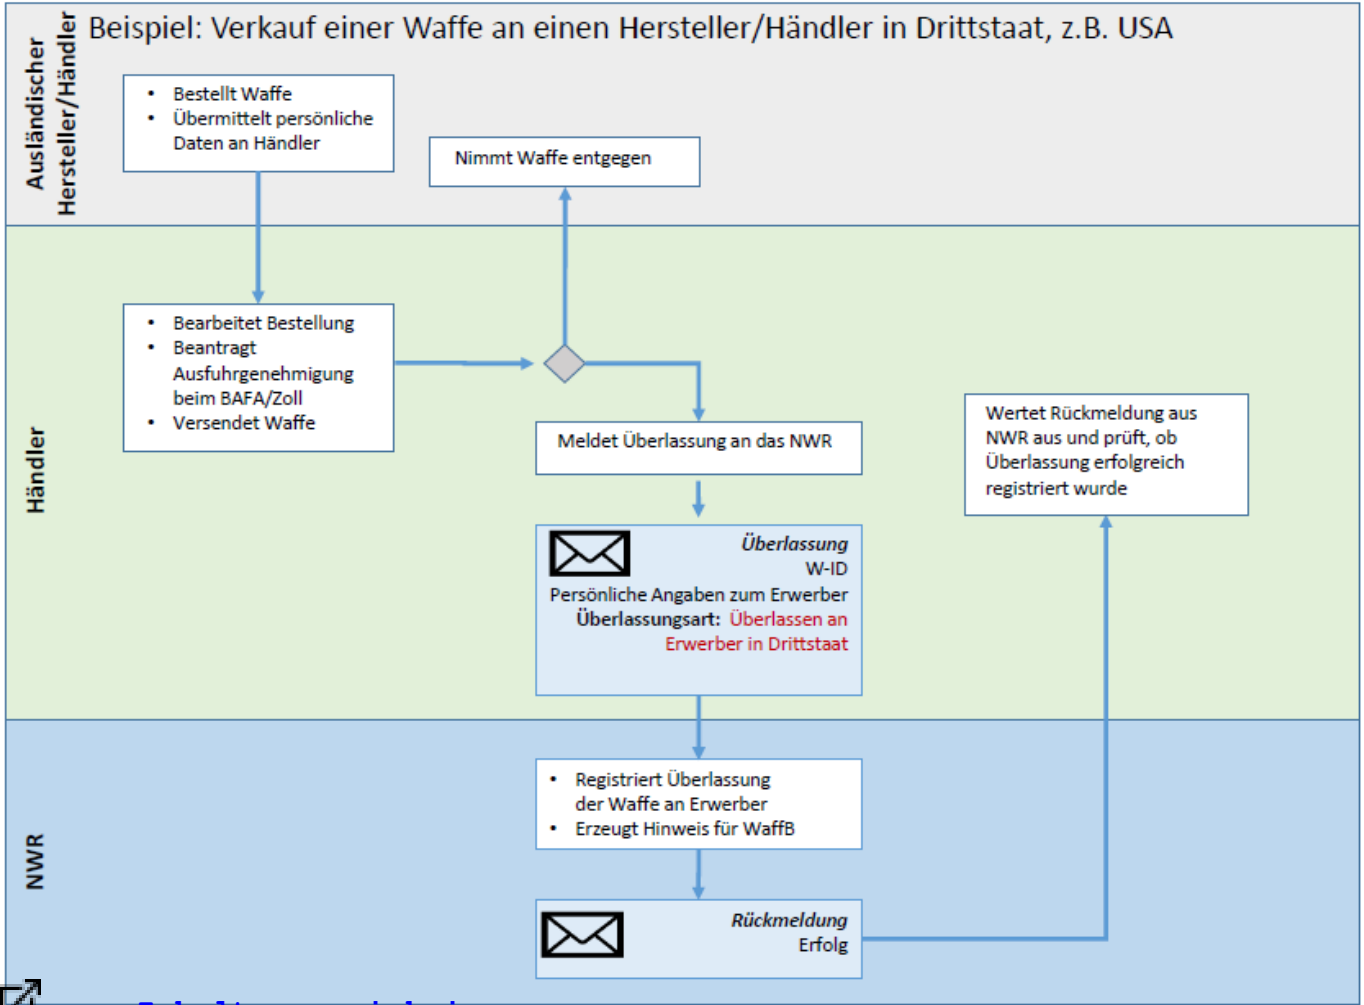 Beispiel: Verkauf einer Waffe an einen Hersteller/Händler in Drittstaat, z.B. USA
Ausländischer
Hersteller/Händler
• Bestellt Waffe
• Übermittelt persönliche
Daten an Händler
Nimmt Waffe entgegen
Händler
• Bearbeitet Bestellung
• Beantragt
Ausfuhrgenehmigung
beim BAFA/Zoll
• Versendet Waffe
Meldet Überlassung an das NWR
Wertet Rückmeldung aus
NWR aus und prüft, ob
Überlassung erfolgreich
registriert wurde
Überlassung
W-ID
Persönliche Angaben zum Erwerber
Überlassungsart: Überlassen an
Erwerber in Drittstaat
NWR
• Registriert Überlassung
der Waffe an Erwerber
• Erzeugt Hinweis für WaffB
Rückmeldung
Erfolg